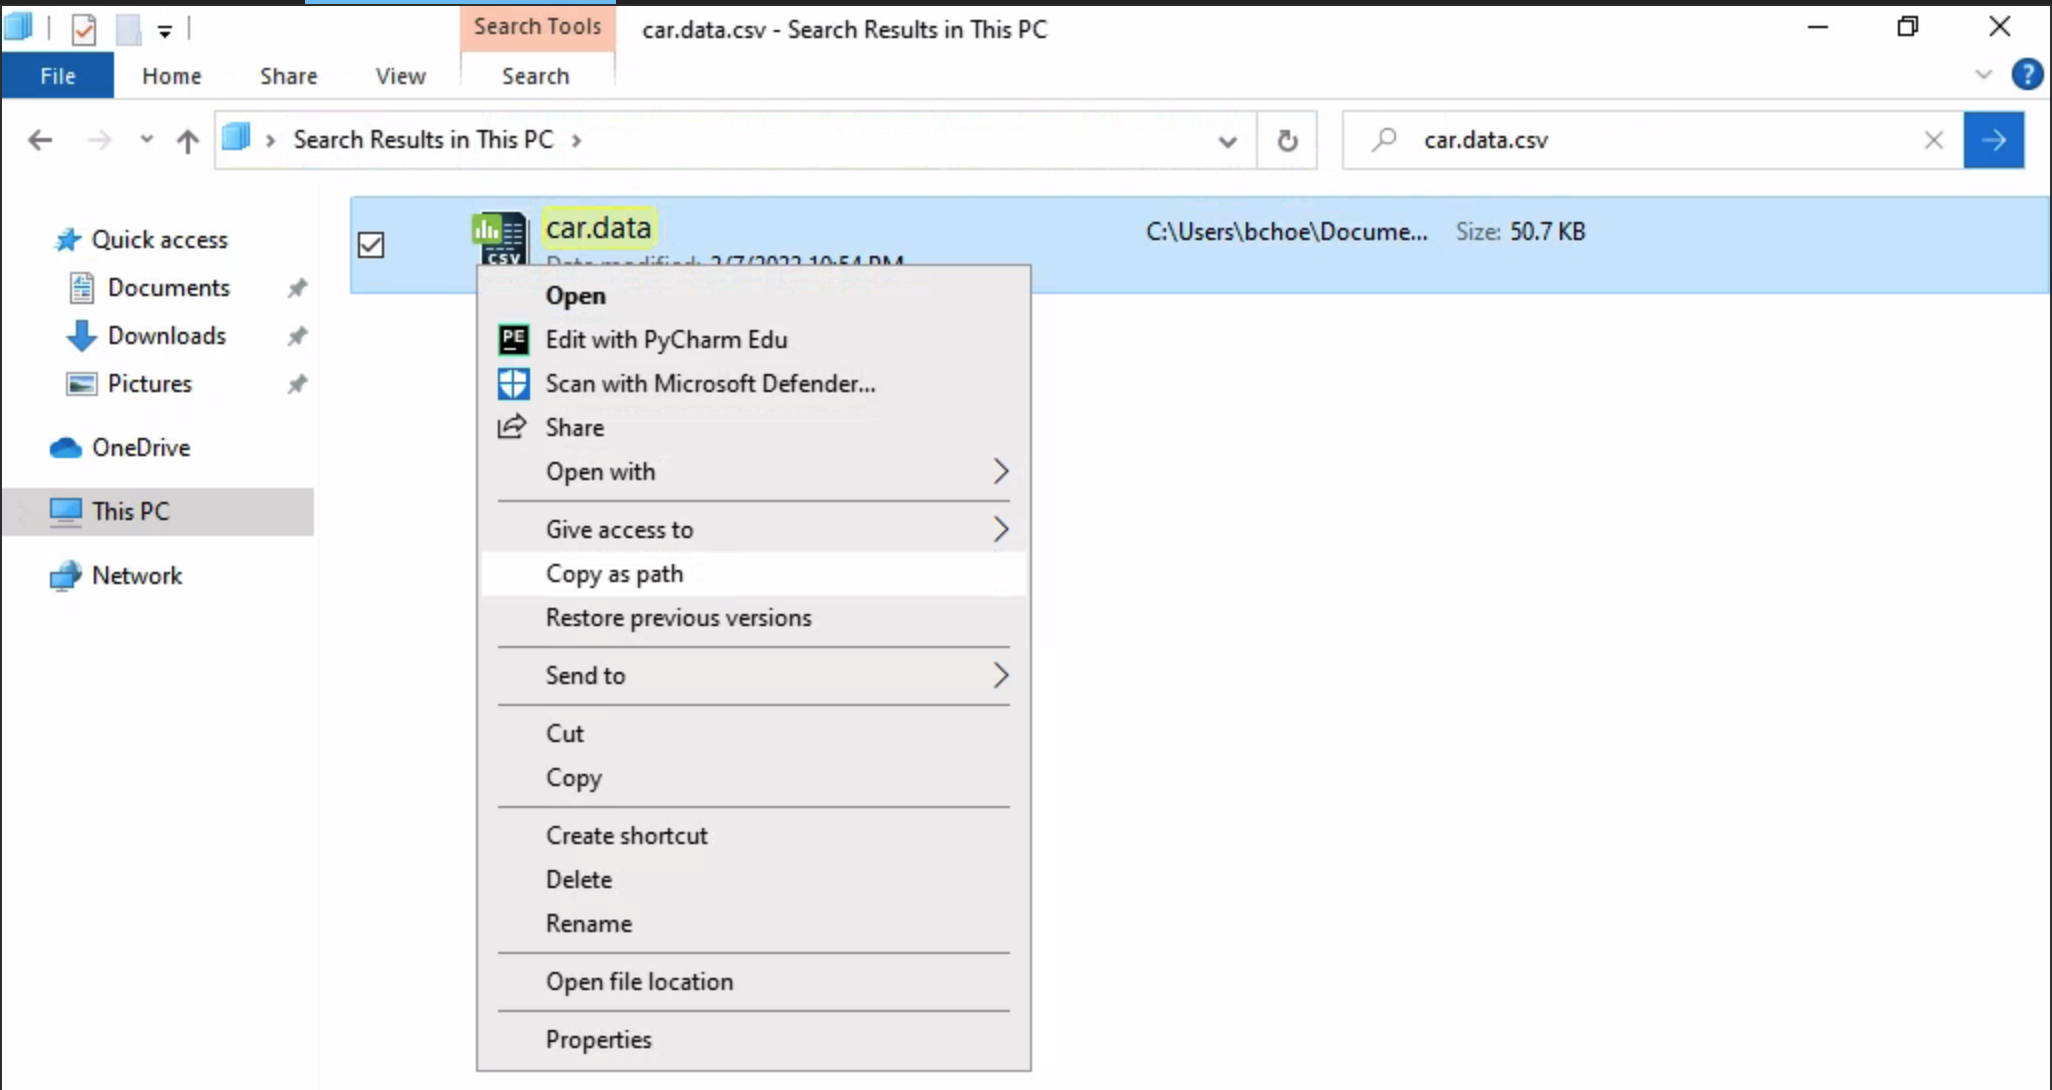 Search Tools
car.data.csv - Search Results in This PC
File
Home
Share
View
Search
?
Search Results in This PC
car.data.csv
Quick access
Documents
Downloads
Pictures
OneDrive
This PC
Network
CSV
car.data
C:\Users\bchoe\Docume...
Size: 50.7 KB
Date modified: 10:54 PM
Open
PE
Edit with PyCharm Edu
Scan with Microsoft Defender...
Share
Open with
Give access to
Copy as path
Restore previous versions
Send to
Cut
Copy
Create shortcut
Delete
Rename
Open file location
Properties